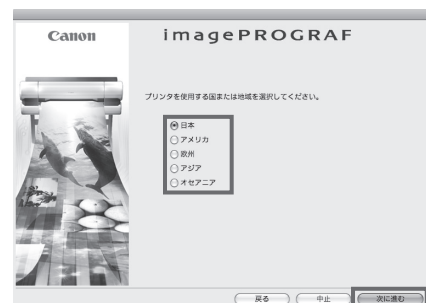 Canon
imagePROGRAF
プリンタを使用する国または地域を選択してください。
日本
アメリカ
欧州
アジア
オセアニア
戻る 中止 次に進む